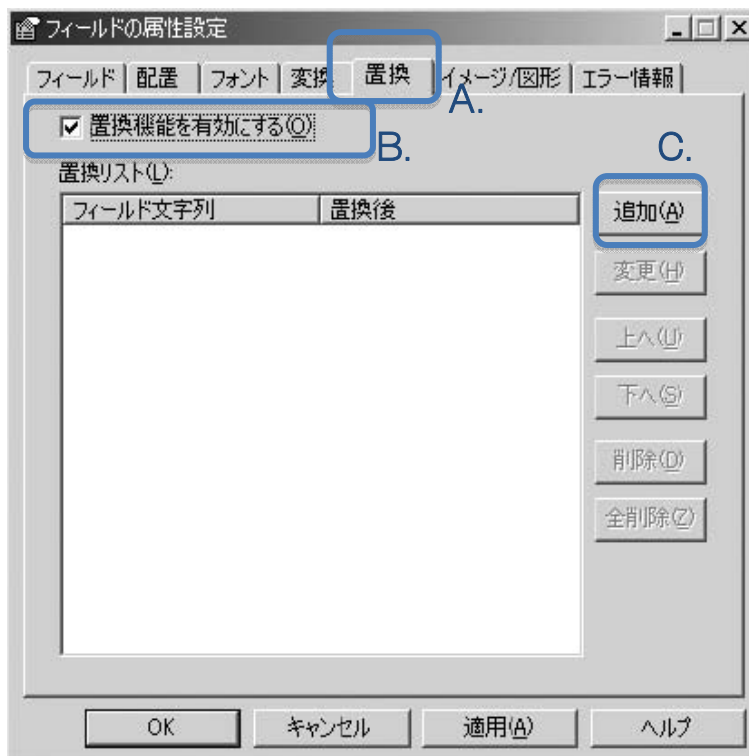 フィールドの属性設定
フィールド 配置 フォント 変換 置換 イメージ/図形 エラー情報
A.
置換機能を有効にする(O)
B.
C.
置換リスト(L):
フィールド文字列 置換後
追加(A)
変更(H)
上へ(U)
下へ(S)
削除(D)
全削除(Z)
OK キャンセル 適用(A) ヘルプ